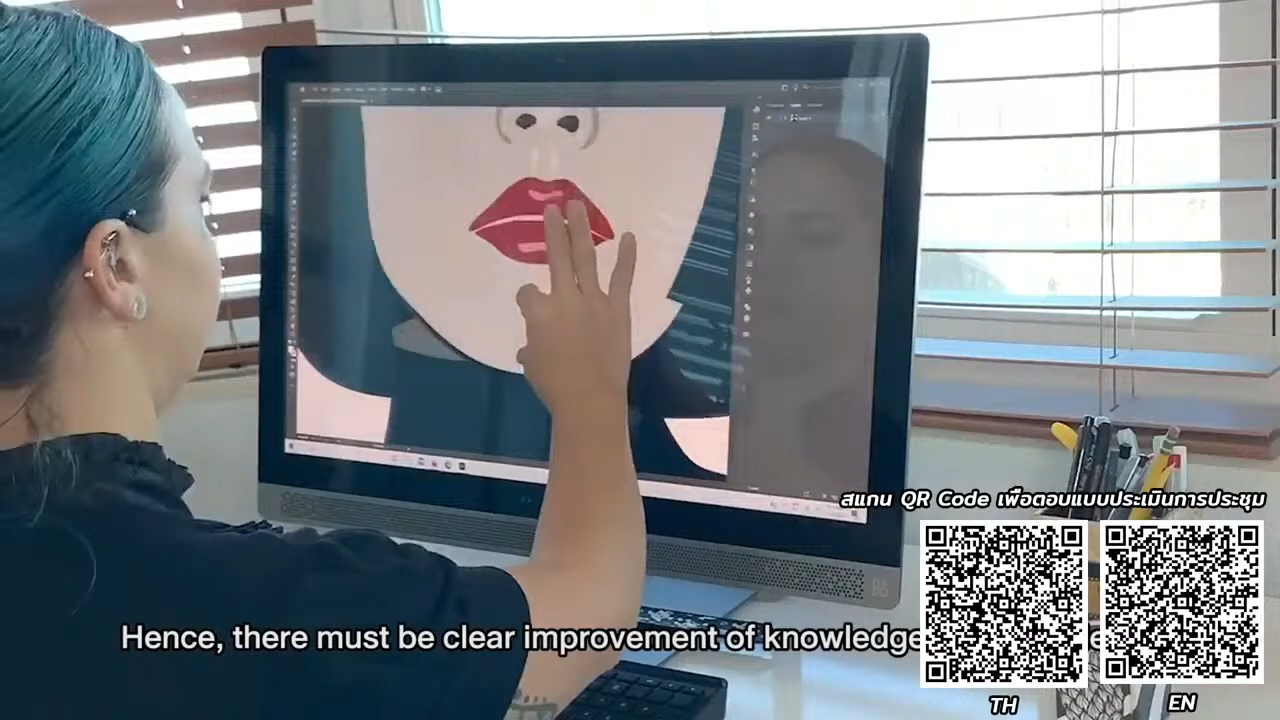 สแกน QR Code เพื่อตอบแบบประเมินการประชุม
Hence, there must be clear improvement of knowledge
TH
EN